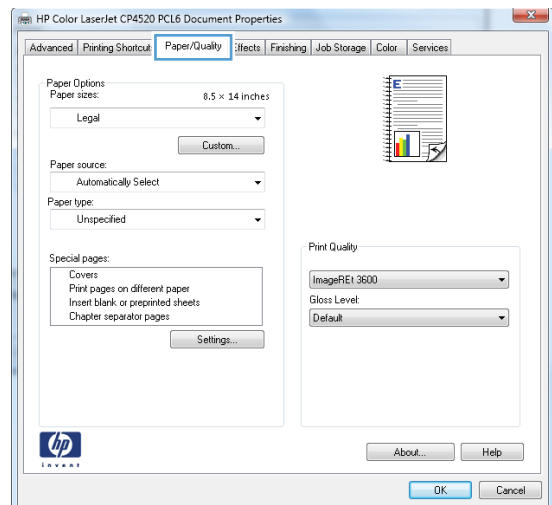 HP Color LaserJet CP4520 PCL6 Document Properties
Advanced Printing Shortcut Paper/Quality ffects Finishing Job Storage Color Services
Paper Options
Paper sizes: 8.5 × 14 inches
Legal
Custom...
Paper source:
Automatically Select
Paper type:
Unspecified
Special pages:
Covers
Print pages on different paper
Insert blank or preprinted sheets
Chapter separator pages
Settings...
E
Print Quality
ImageREt 3600
Gloss Level:
Default
hp
invent
About... Help
OK Cancel